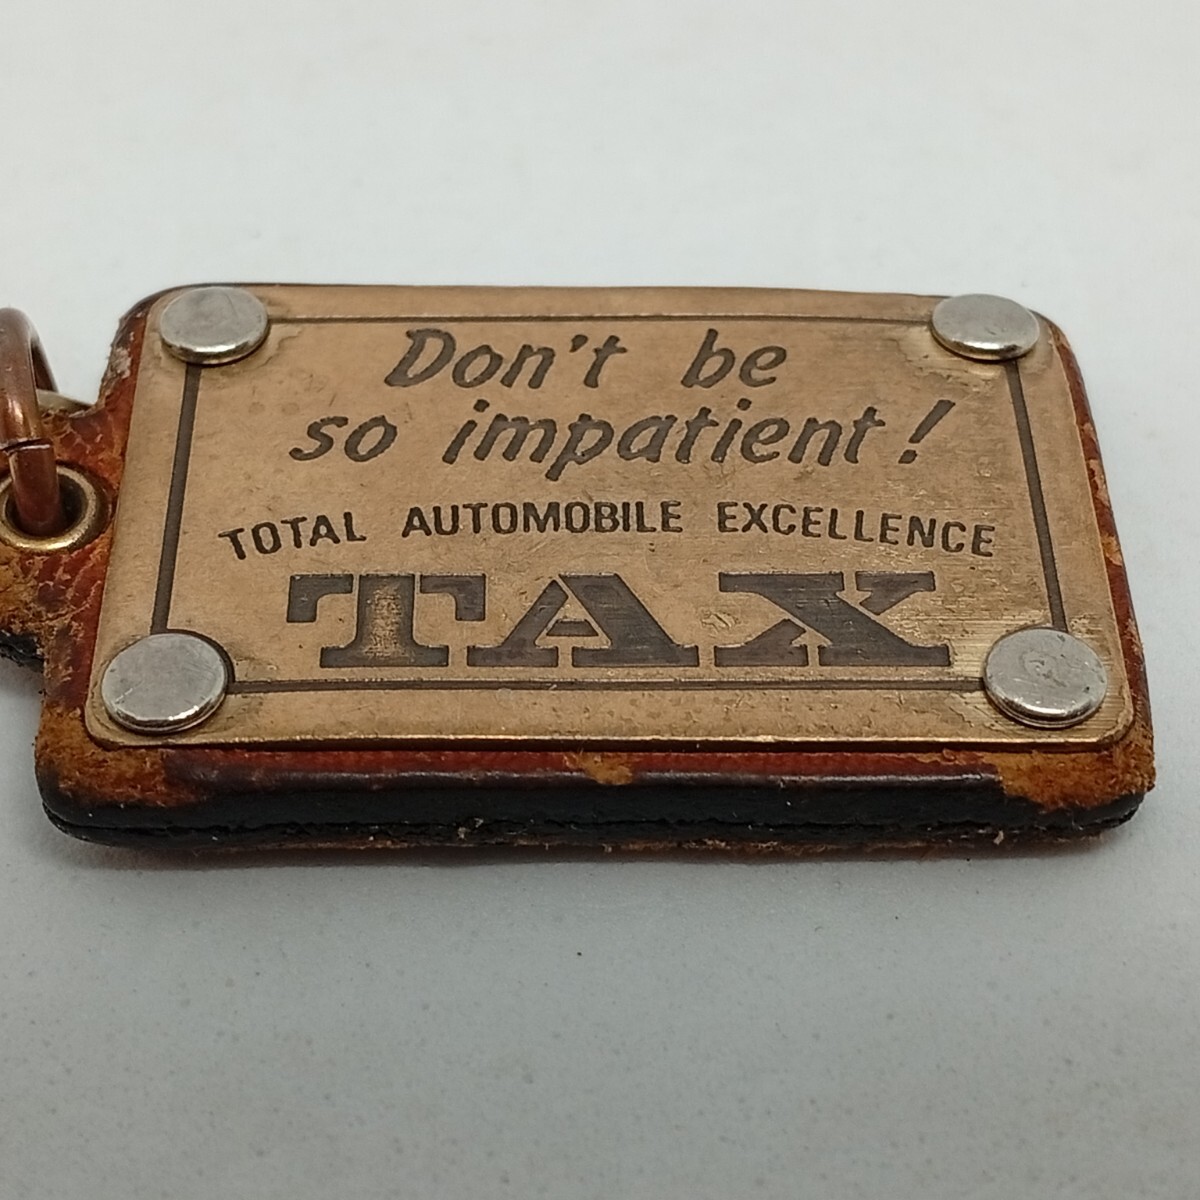 Don't be
so impatient!
TOTAL AUTOMOBILE EXCELLENCE
TAX